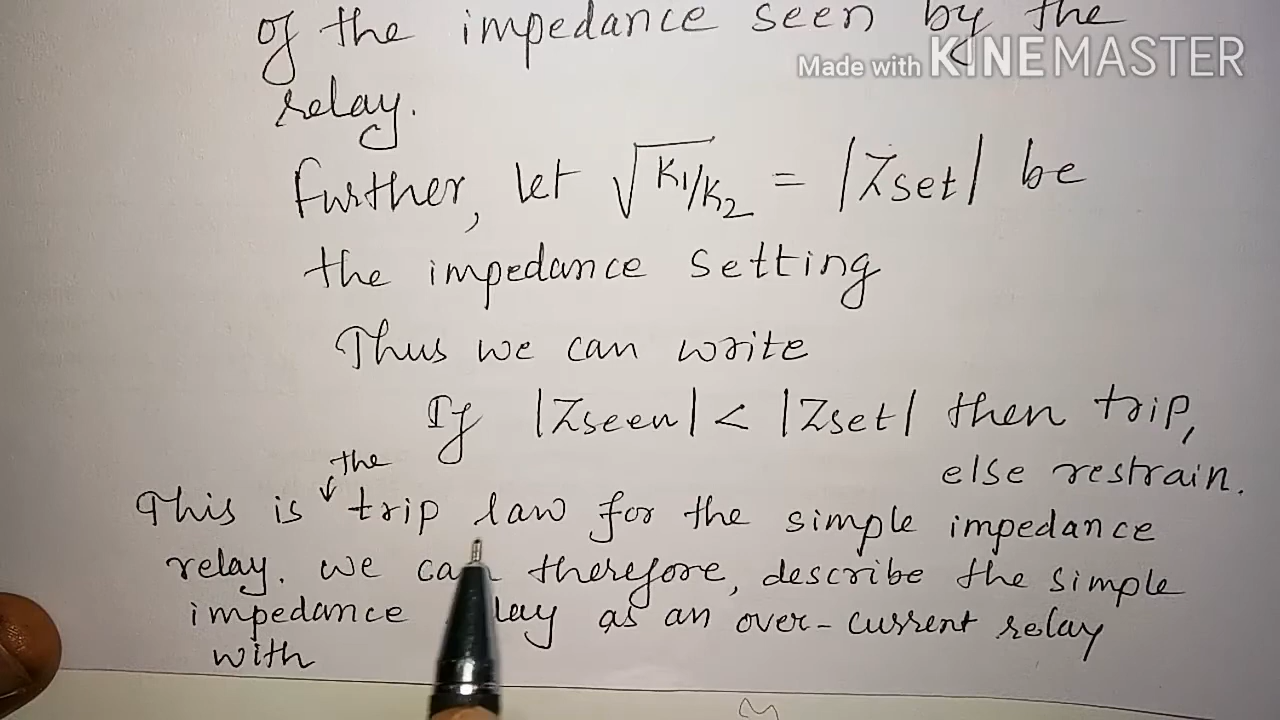 of the impedance seen by the
Made with KINEMASTER
relay.
Further, let √K1/K2 = |Zset| be
the impedance setting
Thus we can write
If |Zseen| < |Zset| then trip,
else restrain.
the
This is trip law for the simple impedance
relay. we can therefore, describe the simple
impedance as an over-current relay
with